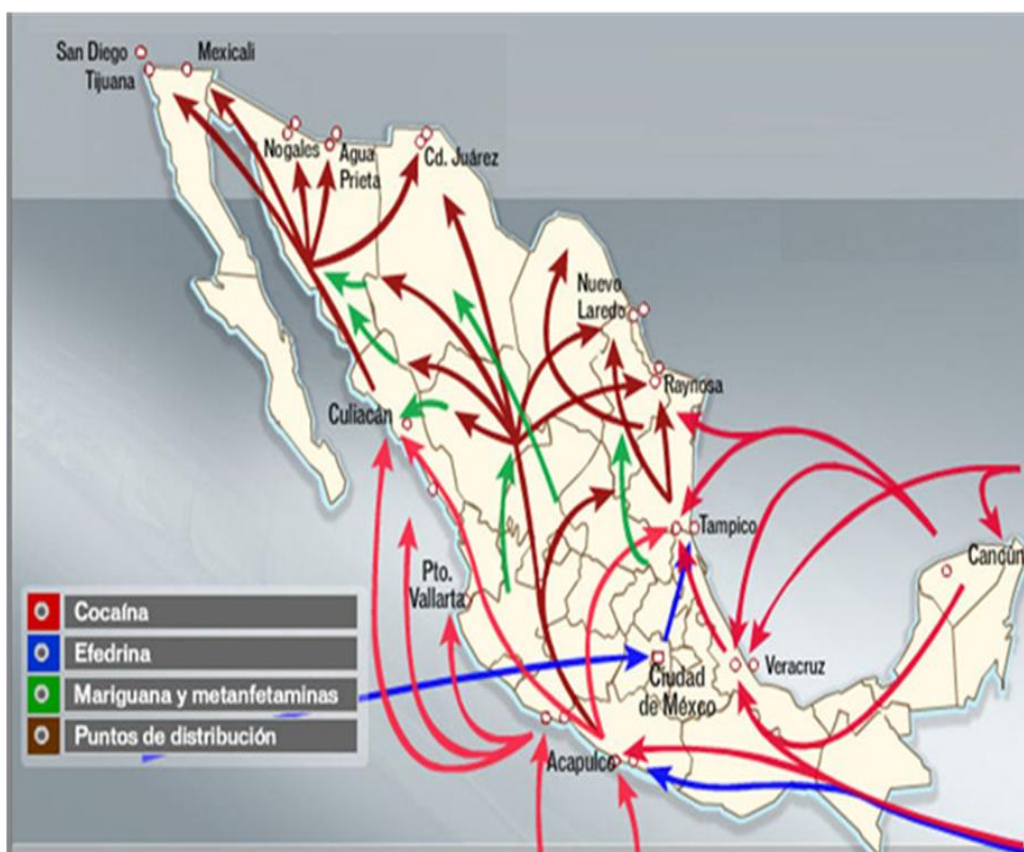 San Diego
Tijuana
Mexicali
Nogales
Agua
Prieta
Cd. Juárez
Nuevo
Laredo
Raynosa
Culiacán
Tampico
Cancún
Pto.
Vallarta
Cocaína
Efedrina
Mariguana y metanfetaminas
Puntos de distribución
Ciudad
de Méxco
Veracruz
Acapulco